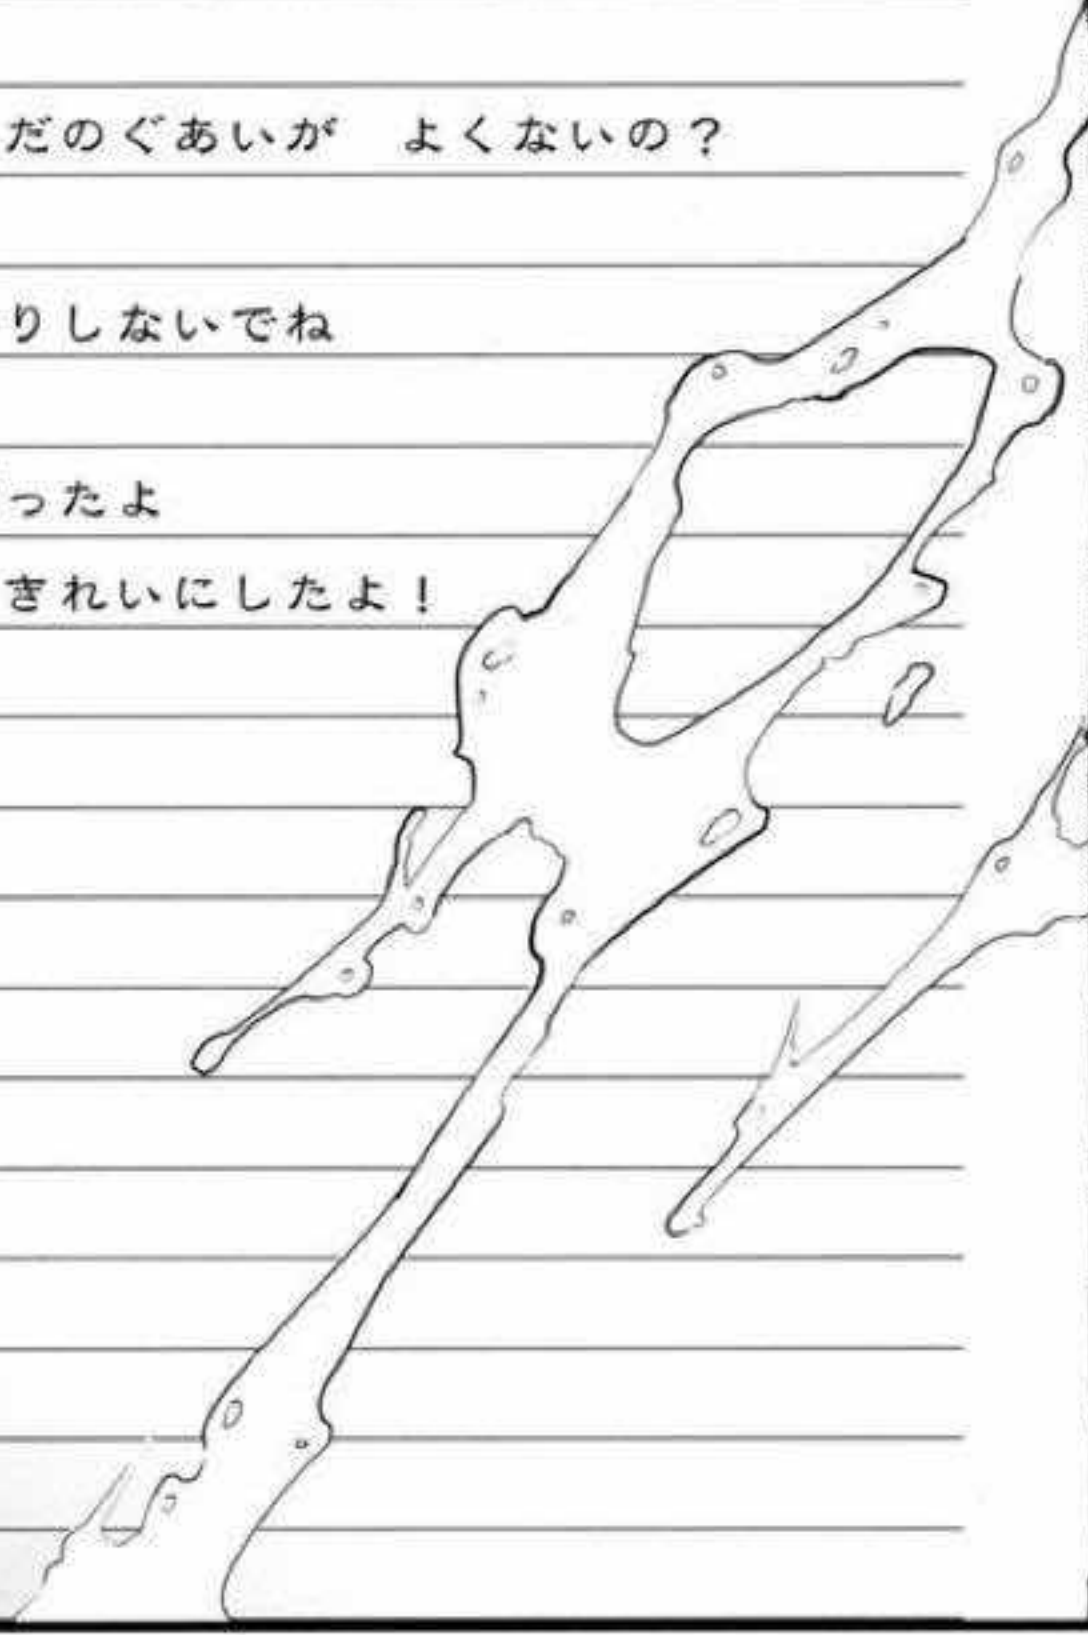 だのぐあいが　よくないの？
りしないでね
ったよ
きれいにしたよ！